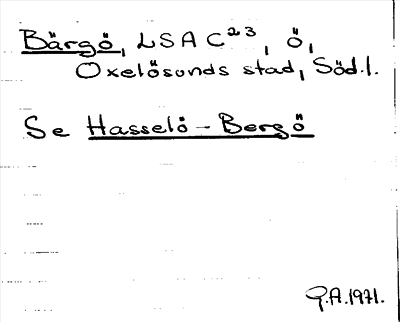 Bärgö, LSA C²³, ö,
Oxelösunds stad, Söd.l.
Se Hasselö - Bergö
G.A. 1971.